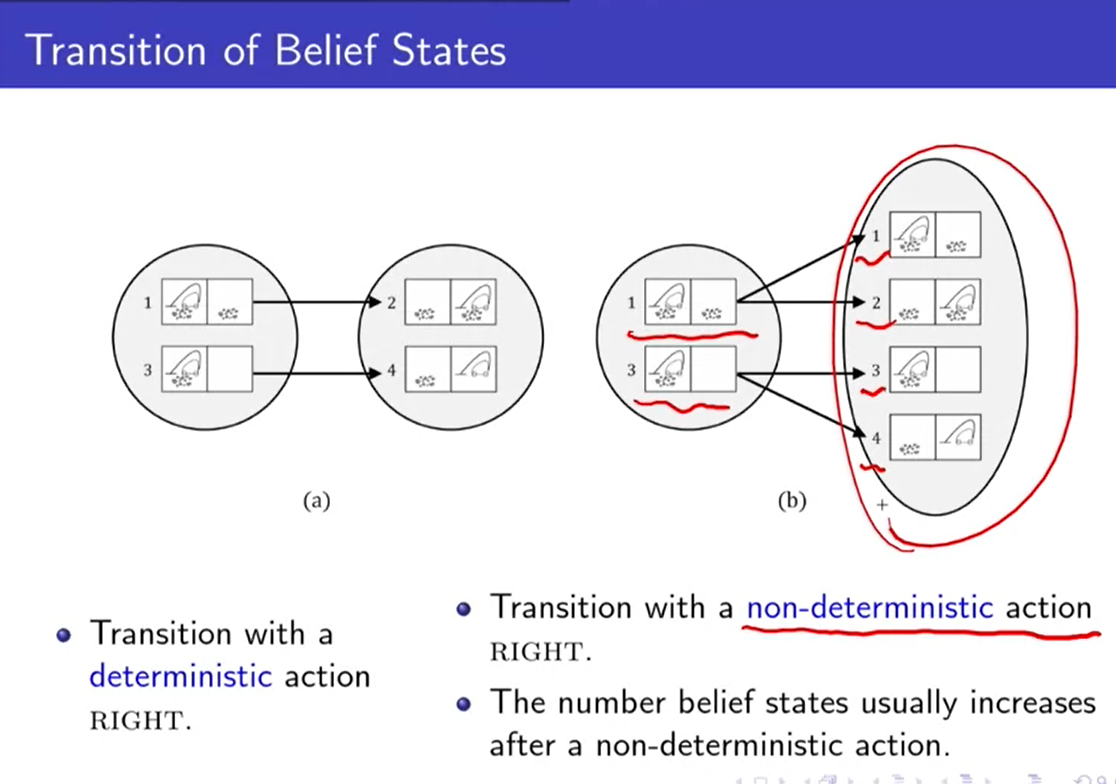 Transition of Belief States
1
3
2
4
1
3
1
2
3
4
(a)
(b)
Transition with a
deterministic action
RIGHT.
Transition with a non-deterministic action
RIGHT.
The number belief states usually increases
after a non-deterministic action.